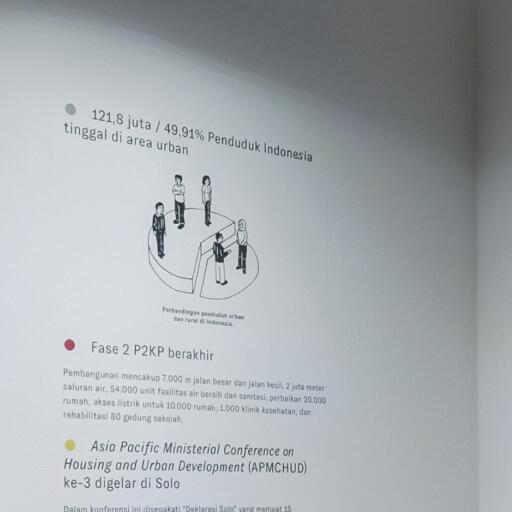 121,8 juta / 49,91% Penduduk Indonesia
tinggal di area urban
Perbandingan penduduk urban
dan rural di Indonesia.
Fase 2 P2KP berakhir
Pembangunan mencakup 7.000 m jalan besar dan jalan kecil, 2 juta meter
saluran air, 54.000 unit fasilitas air bersih dan sanitasi, perbaikan 20.000
rumah, akses listrik untuk 10.000 rumah, 1.000 klinik kesehatan, dan
rehabilitasi 80 gedung sekolah.
Asia Pacific Ministerial Conference on
Housing and Urban Development (APMCHUD)
ke-3 digelar di Solo
Dalam konferensi ini disepakati "Deklarasi Solo" yang memuat 15